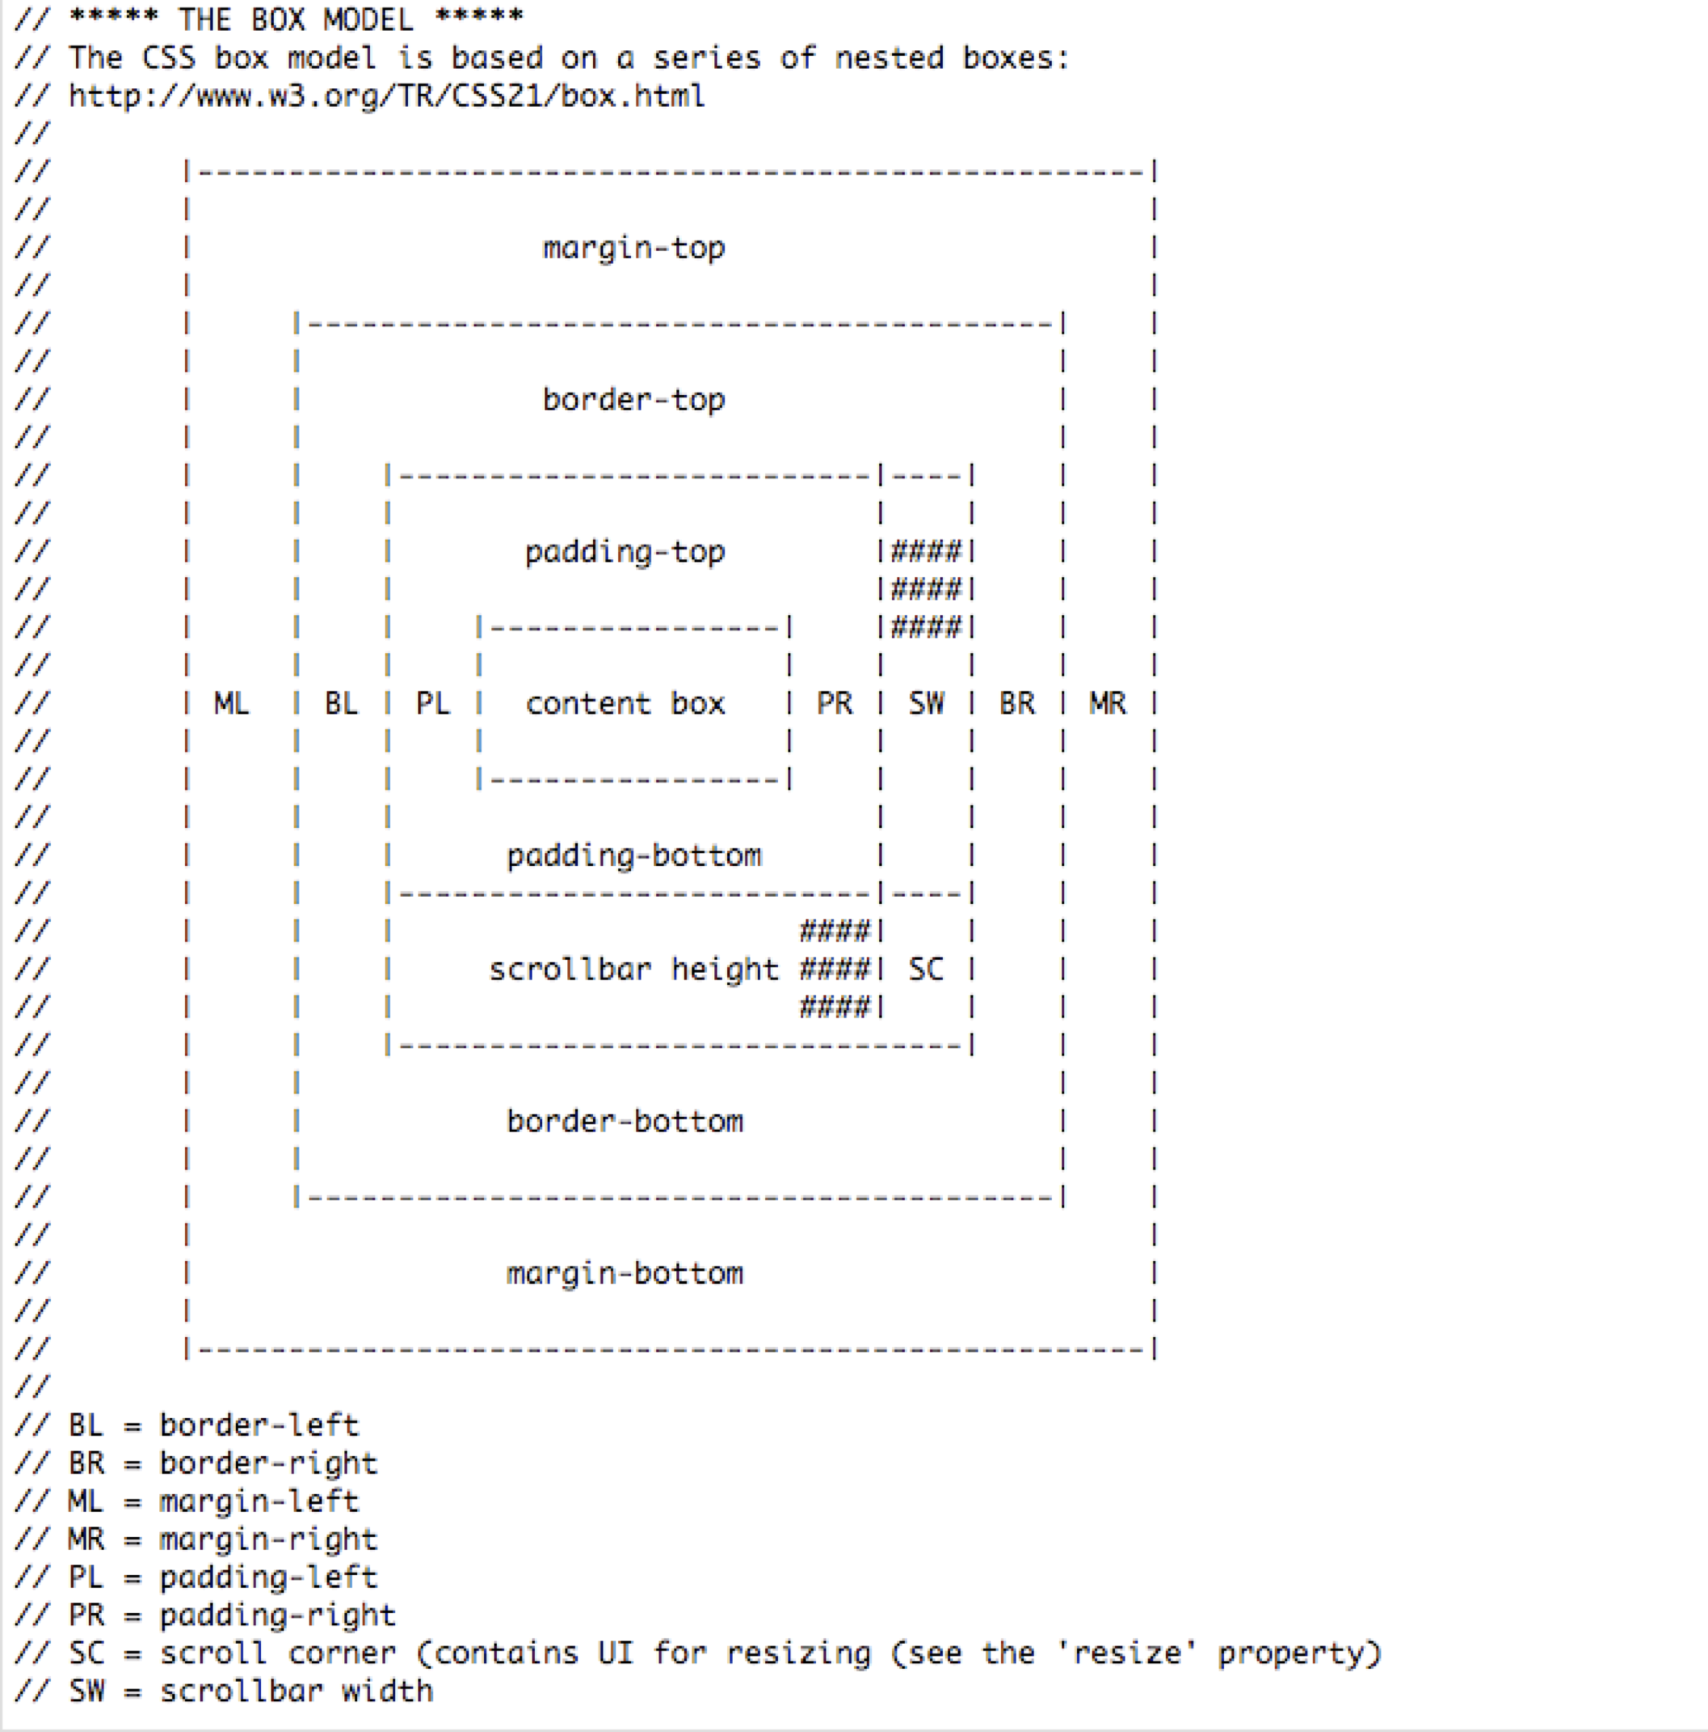 // ***** THE BOX MODEL *****
// The CSS box model is based on a series of nested boxes:
// http://www.w3.org/TR/CSS21/box.html
//
//       |----------------------------------------------------|
//       |                                                    |
//       |                   margin-top                       |
//       |                                                    |
//       |     |-----------------------------------------|    |
//       |     |                                         |    |
//       |     |             border-top                  |    |
//       |     |                                         |    |
//       |     |    |--------------------------|----|    |    |
//       |     |    |                          |    |    |    |
//       |     |    |       padding-top        |####|    |    |
//       |     |    |                          |####|    |    |
//       |     |    |    |----------------|    |####|    |    |
//       |     |    |    |                |    |    |    |    |
//       | ML  | BL | PL |  content box   | PR | SW | BR | MR |
//       |     |    |    |                |    |    |    |    |
//       |     |    |    |----------------|    |    |    |    |
//       |     |    |                          |    |    |    |
//       |     |    |      padding-bottom      |    |    |    |
//       |     |    |--------------------------|----|    |    |
//       |     |    |                      ####|    |    |    |
//       |     |    |     scrollbar height ####| SC |    |    |
//       |     |    |                      ####|    |    |    |
//       |     |    |-------------------------------|    |    |
//       |     |                                         |    |
//       |     |           border-bottom                 |    |
//       |     |                                         |    |
//       |     |-----------------------------------------|    |
//       |                                                    |
//       |                 margin-bottom                      |
//       |                                                    |
//       |----------------------------------------------------|
//
// BL = border-left
// BR = border-right
// ML = margin-left
// MR = margin-right
// PL = padding-left
// PR = padding-right
// SC = scroll corner (contains UI for resizing (see the 'resize' property)
// SW = scrollbar width